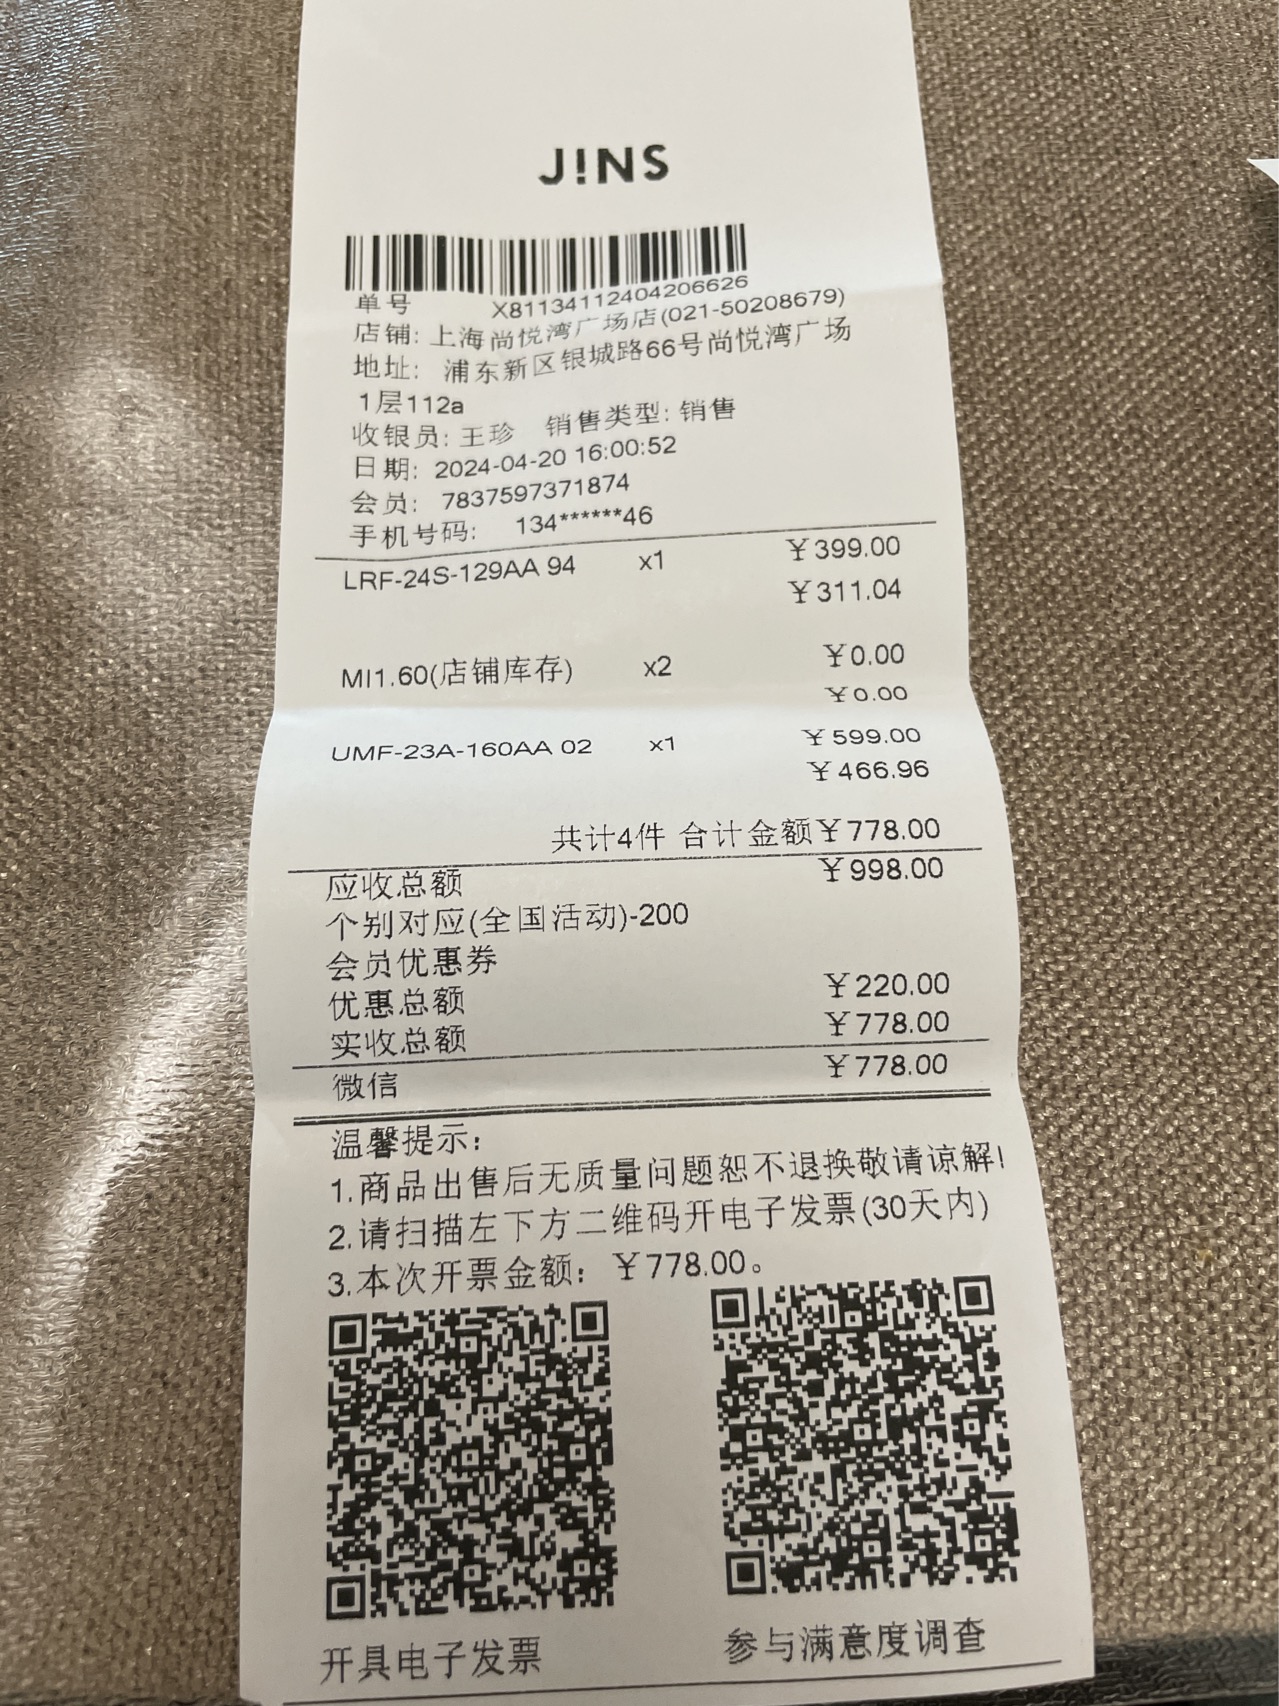 J!NS
单号 X81134112404206626
店铺: 上海尚悦湾广场店(021-50208679)
地址: 浦东新区银城路66号尚悦湾广场
1层112a
收银员: 王珍 销售类型: 销售
日期: 2024-04-20 16:00:52
会员: 7837597371874
手机号码: 134******46
LRF-24S-129AA 94 x1 ¥399.00
¥311.04
MI1.60(店铺库存) x2 ¥0.00
¥0.00
UMF-23A-160AA 02 x1 ¥599.00
¥466.96
共计4件 合计金额¥778.00
应收总额 ¥998.00
个别对应(全国活动)-200
会员优惠券
优惠总额 ¥220.00
实收总额 ¥778.00
微信 ¥778.00
温馨提示:
1.商品出售后无质量问题恕不退换敬请谅解!
2.请扫描左下方二维码开电子发票(30天内)
3.本次开票金额: ¥778.00。
开具电子发票 参与满意度调查